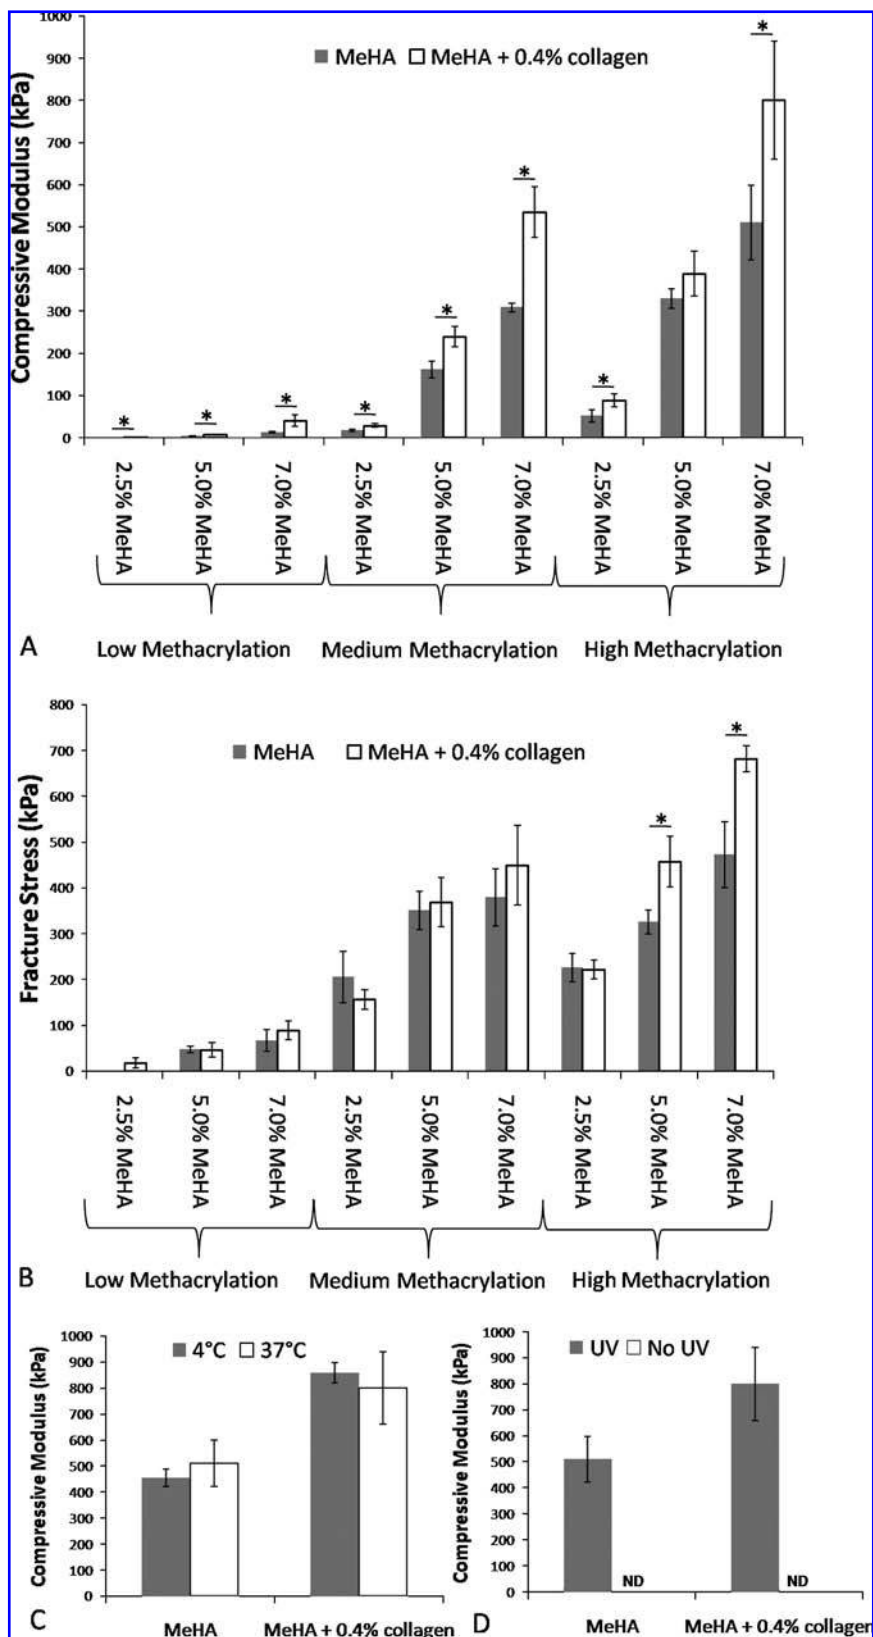 1000
900
800
700
600
500
400
300
200
100
0
Compressive Modulus (kPa)
MeHA MeHA + 0.4% collagen
* * * * * * * *
2.5% MeHA
5.0% MeHA
7.0% MeHA
2.5% MeHA
5.0% MeHA
7.0% MeHA
2.5% MeHA
5.0% MeHA
7.0% MeHA
A
Low Methacrylation Medium Methacrylation High Methacrylation
800
700
600
500
400
300
200
100
0
Fracture Stress (kPa)
MeHA MeHA + 0.4% collagen
* *
2.5% MeHA
5.0% MeHA
7.0% MeHA
2.5% MeHA
5.0% MeHA
7.0% MeHA
2.5% MeHA
5.0% MeHA
7.0% MeHA
B
Low Methacrylation Medium Methacrylation High Methacrylation
1000
900
800
700
600
500
400
300
200
100
0
Compressive Modulus (kPa)
4°C 37°C
C
MeHA MeHA + 0.4% collagen
1000
900
800
700
600
500
400
300
200
100
0
Compressive Modulus (kPa)
UV No UV
ND ND
D
MeHA MeHA + 0.4% collagen